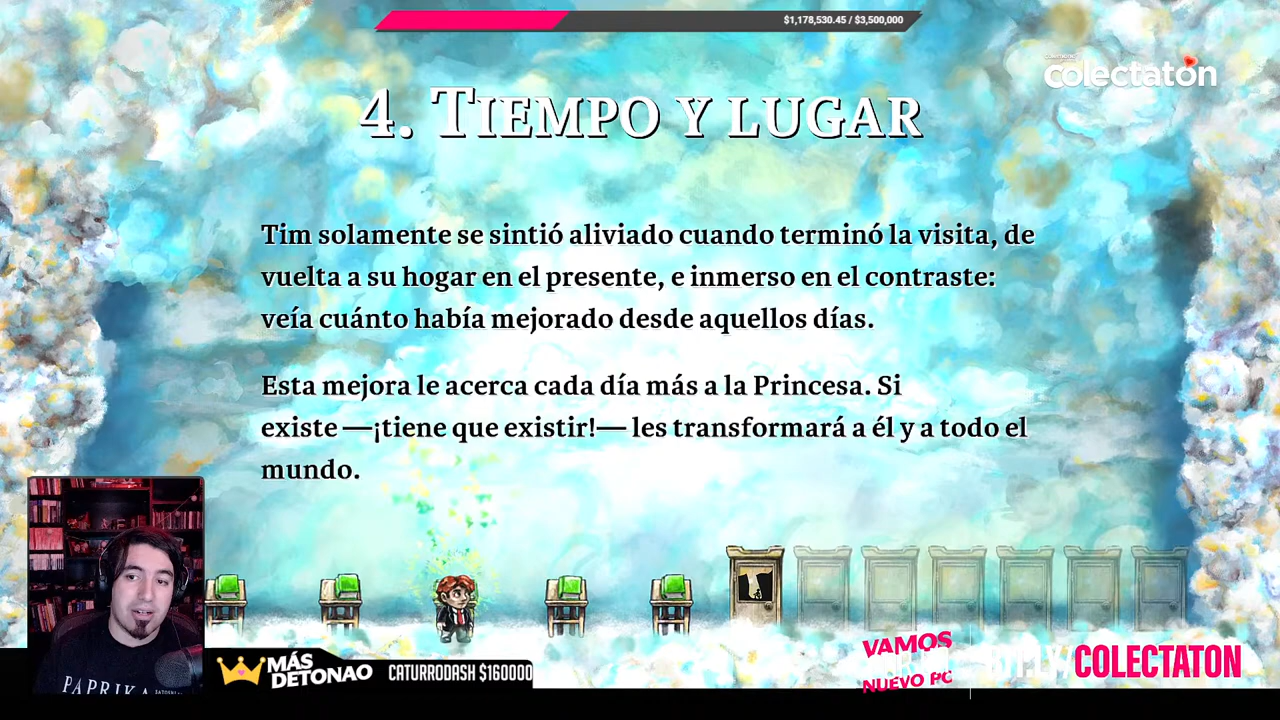 $1,178,530.45 / $3,500,000
colectatón
4. TIEMPO Y LUGAR
Tim solamente se sintió aliviado cuando terminó la visita, de
vuelta a su hogar en el presente, e inmerso en el contraste:
veía cuánto había mejorado desde aquellos días.
Esta mejora le acerca cada día más a la Princesa. Si
existe —¡tiene que existir!— les transformará a él y a todo el
mundo.
PAPRIKA
MÁS
DETONAO
CATURRODASH $160000
VAMOS
NUEVO PC
COLECTATON